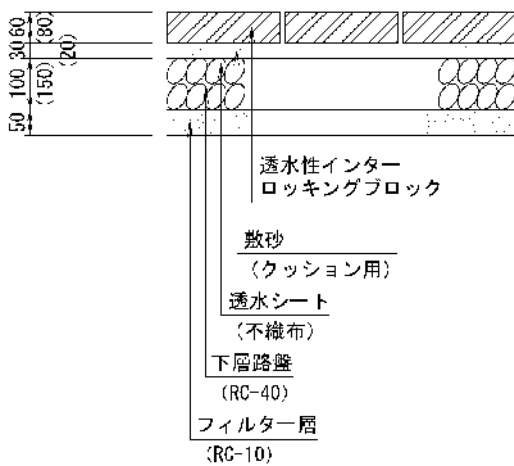 60
(80)
30
(20)
100
(150)
50
透水性インター
ロッキングブロック
敷砂
(クッション用)
透水シート
(不織布)
下層路盤
(RC-40)
フィルター層
(RC-10)